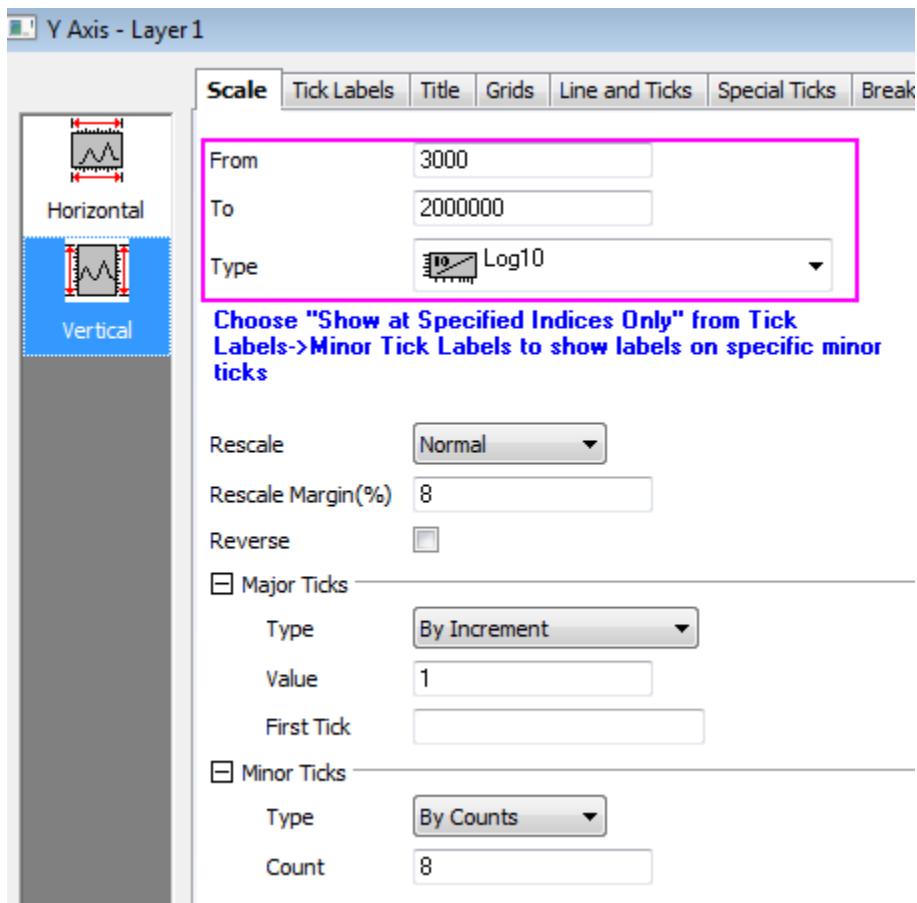 Y Axis - Layer 1
Scale Tick Labels Title Grids Line and Ticks Special Ticks Break
Horizontal
Vertical
From 3000
To 2000000
Type Log10
Choose "Show at Specified Indices Only" from Tick
Labels->Minor Tick Labels to show labels on specific minor
ticks
Rescale Normal
Rescale Margin(%) 8
Reverse
Major Ticks
Type By Increment
Value 1
First Tick
Minor Ticks
Type By Counts
Count 8